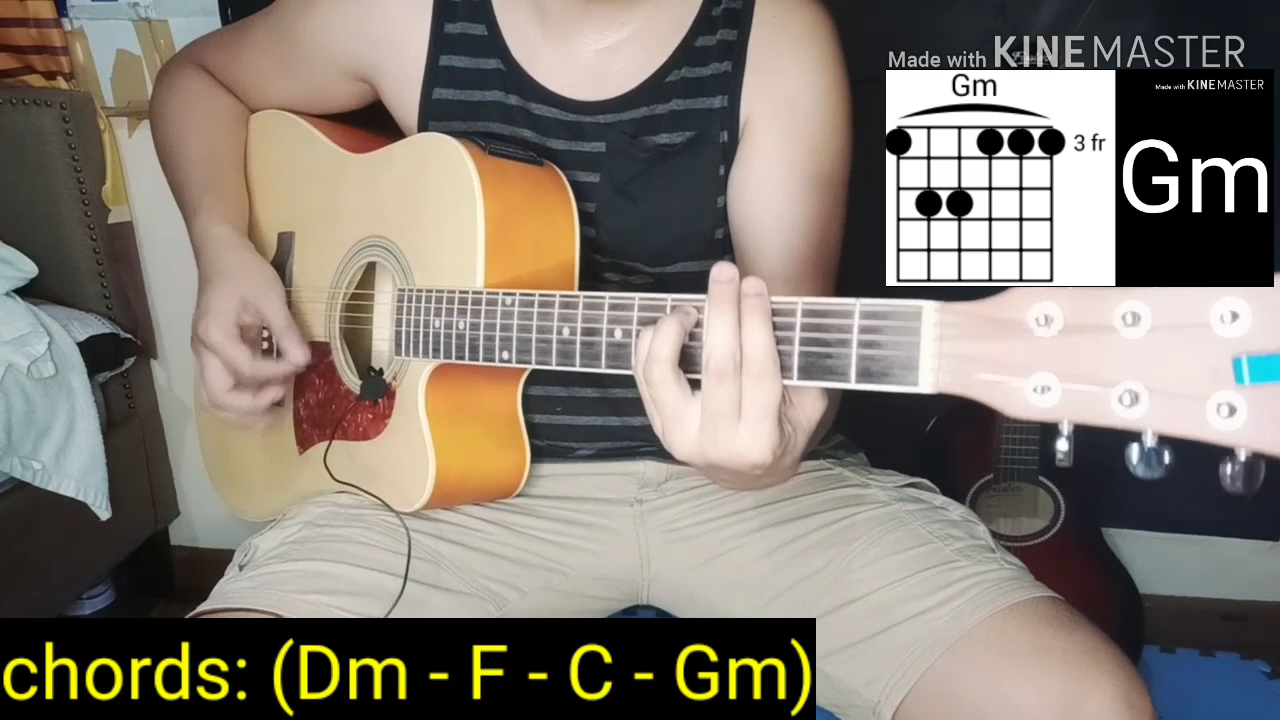 Made with KINEMASTER
Gm
Made with KINEMASTER
3 fr
Gm
chords: (Dm - F - C - Gm)